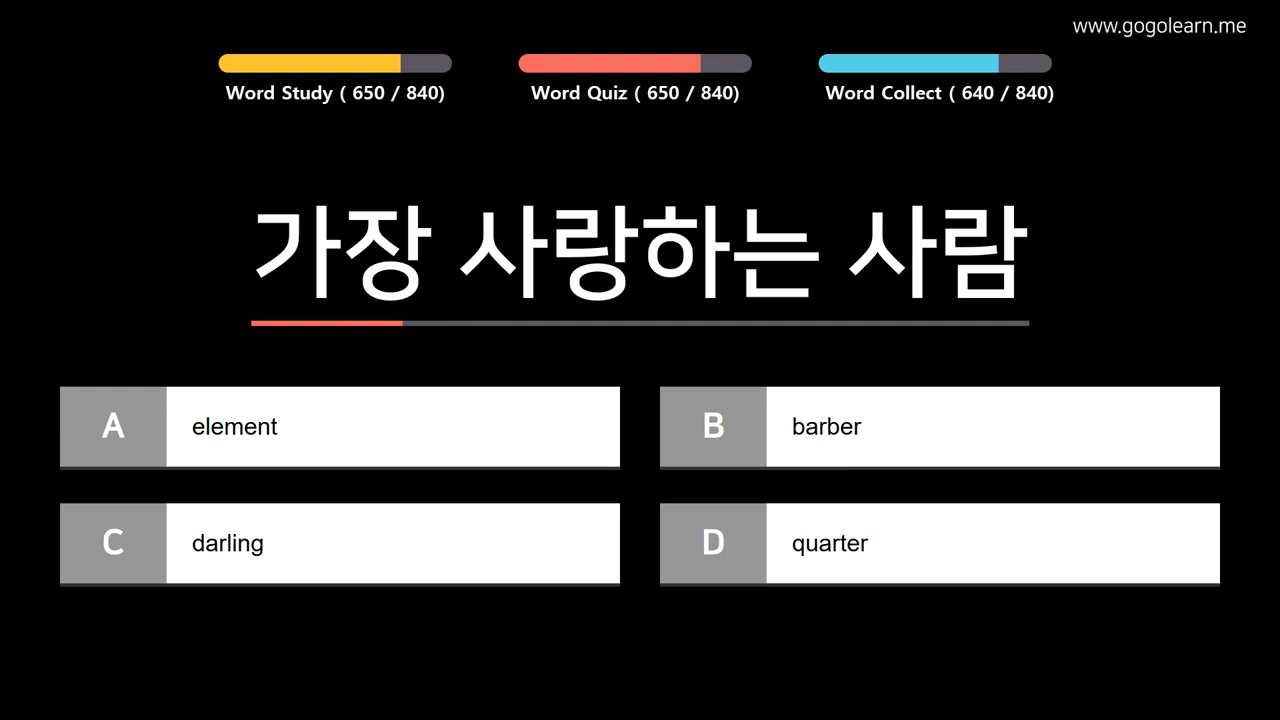 www.gogolearn.me
Word Study ( 650 / 840)
Word Quiz ( 650 / 840)
Word Collect ( 640 / 840)
가장 사랑하는 사람
A element
B barber
C darling
D quarter